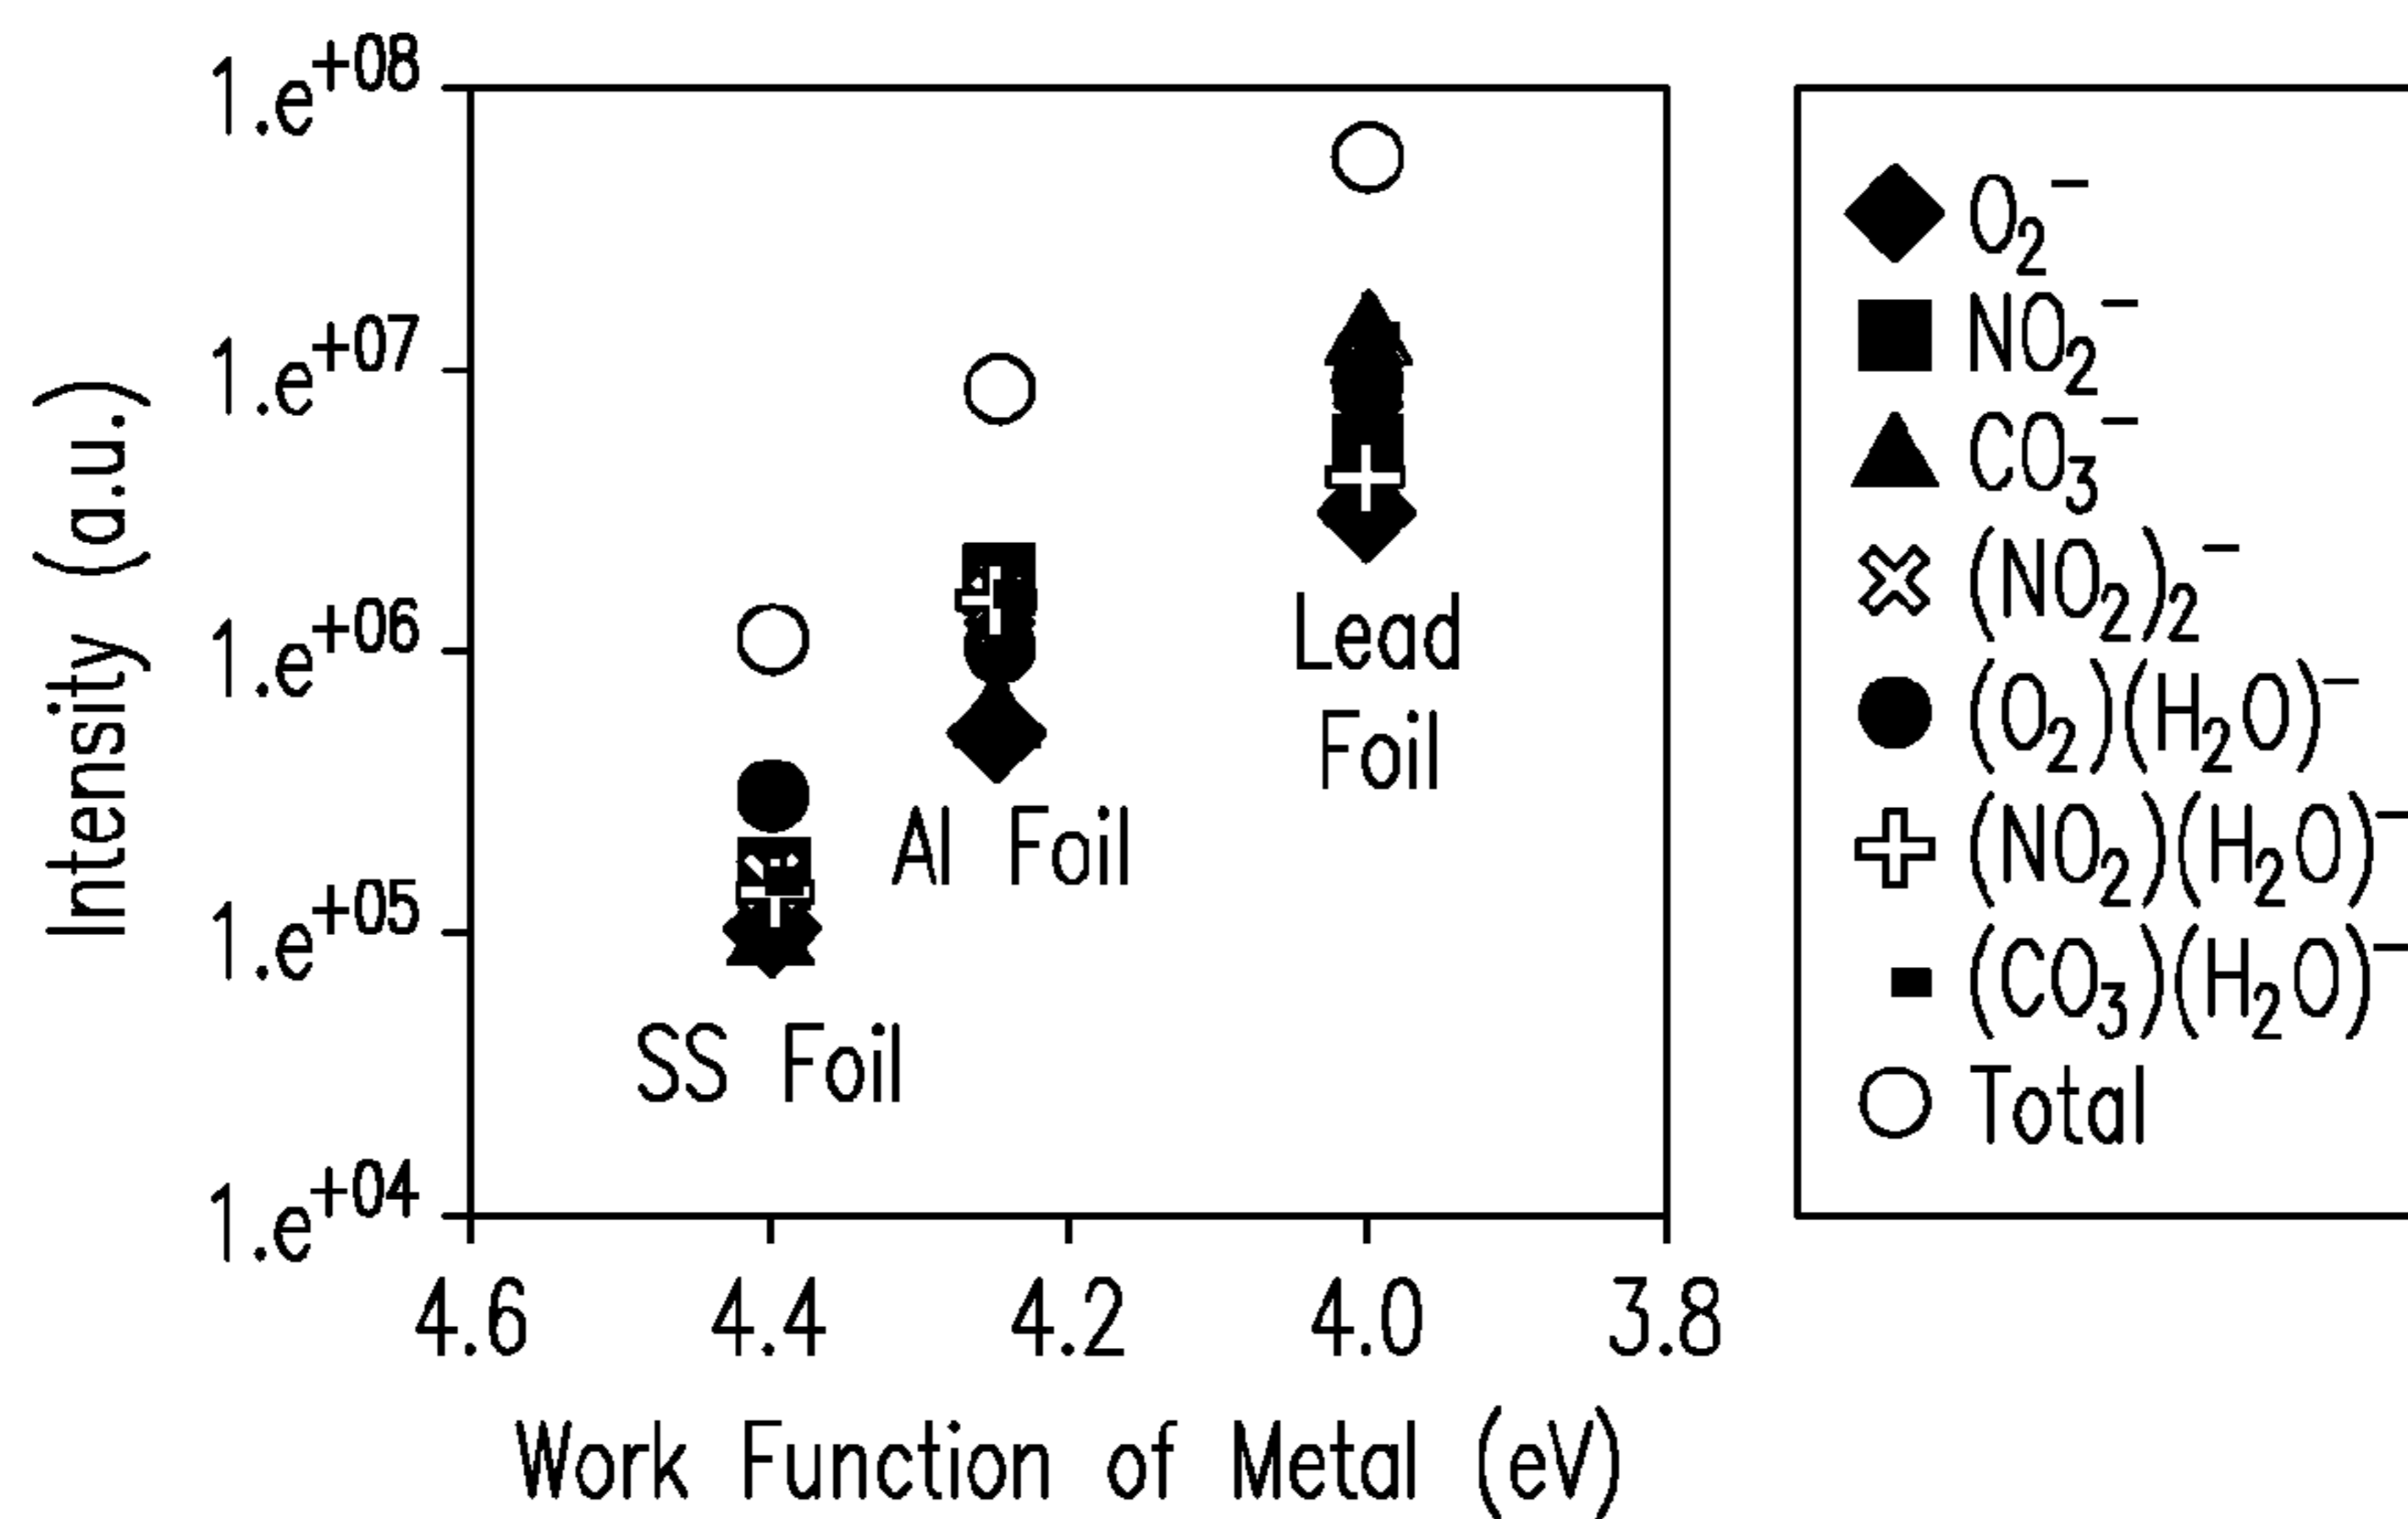 Intensity (a.u.)
1.e+08
1.e+07
1.e+06
1.e+05
1.e+04
SS Foil
Al Foil
Lead
Foil
4.6 4.4 4.2 4.0 3.8
Work Function of Metal (eV)
O₂⁻
NO₂⁻
CO₃⁻
(NO₂)₂⁻
(O₂)(H₂O)⁻
(NO₂)(H₂O)⁻
(CO₃)(H₂O)⁻
Total